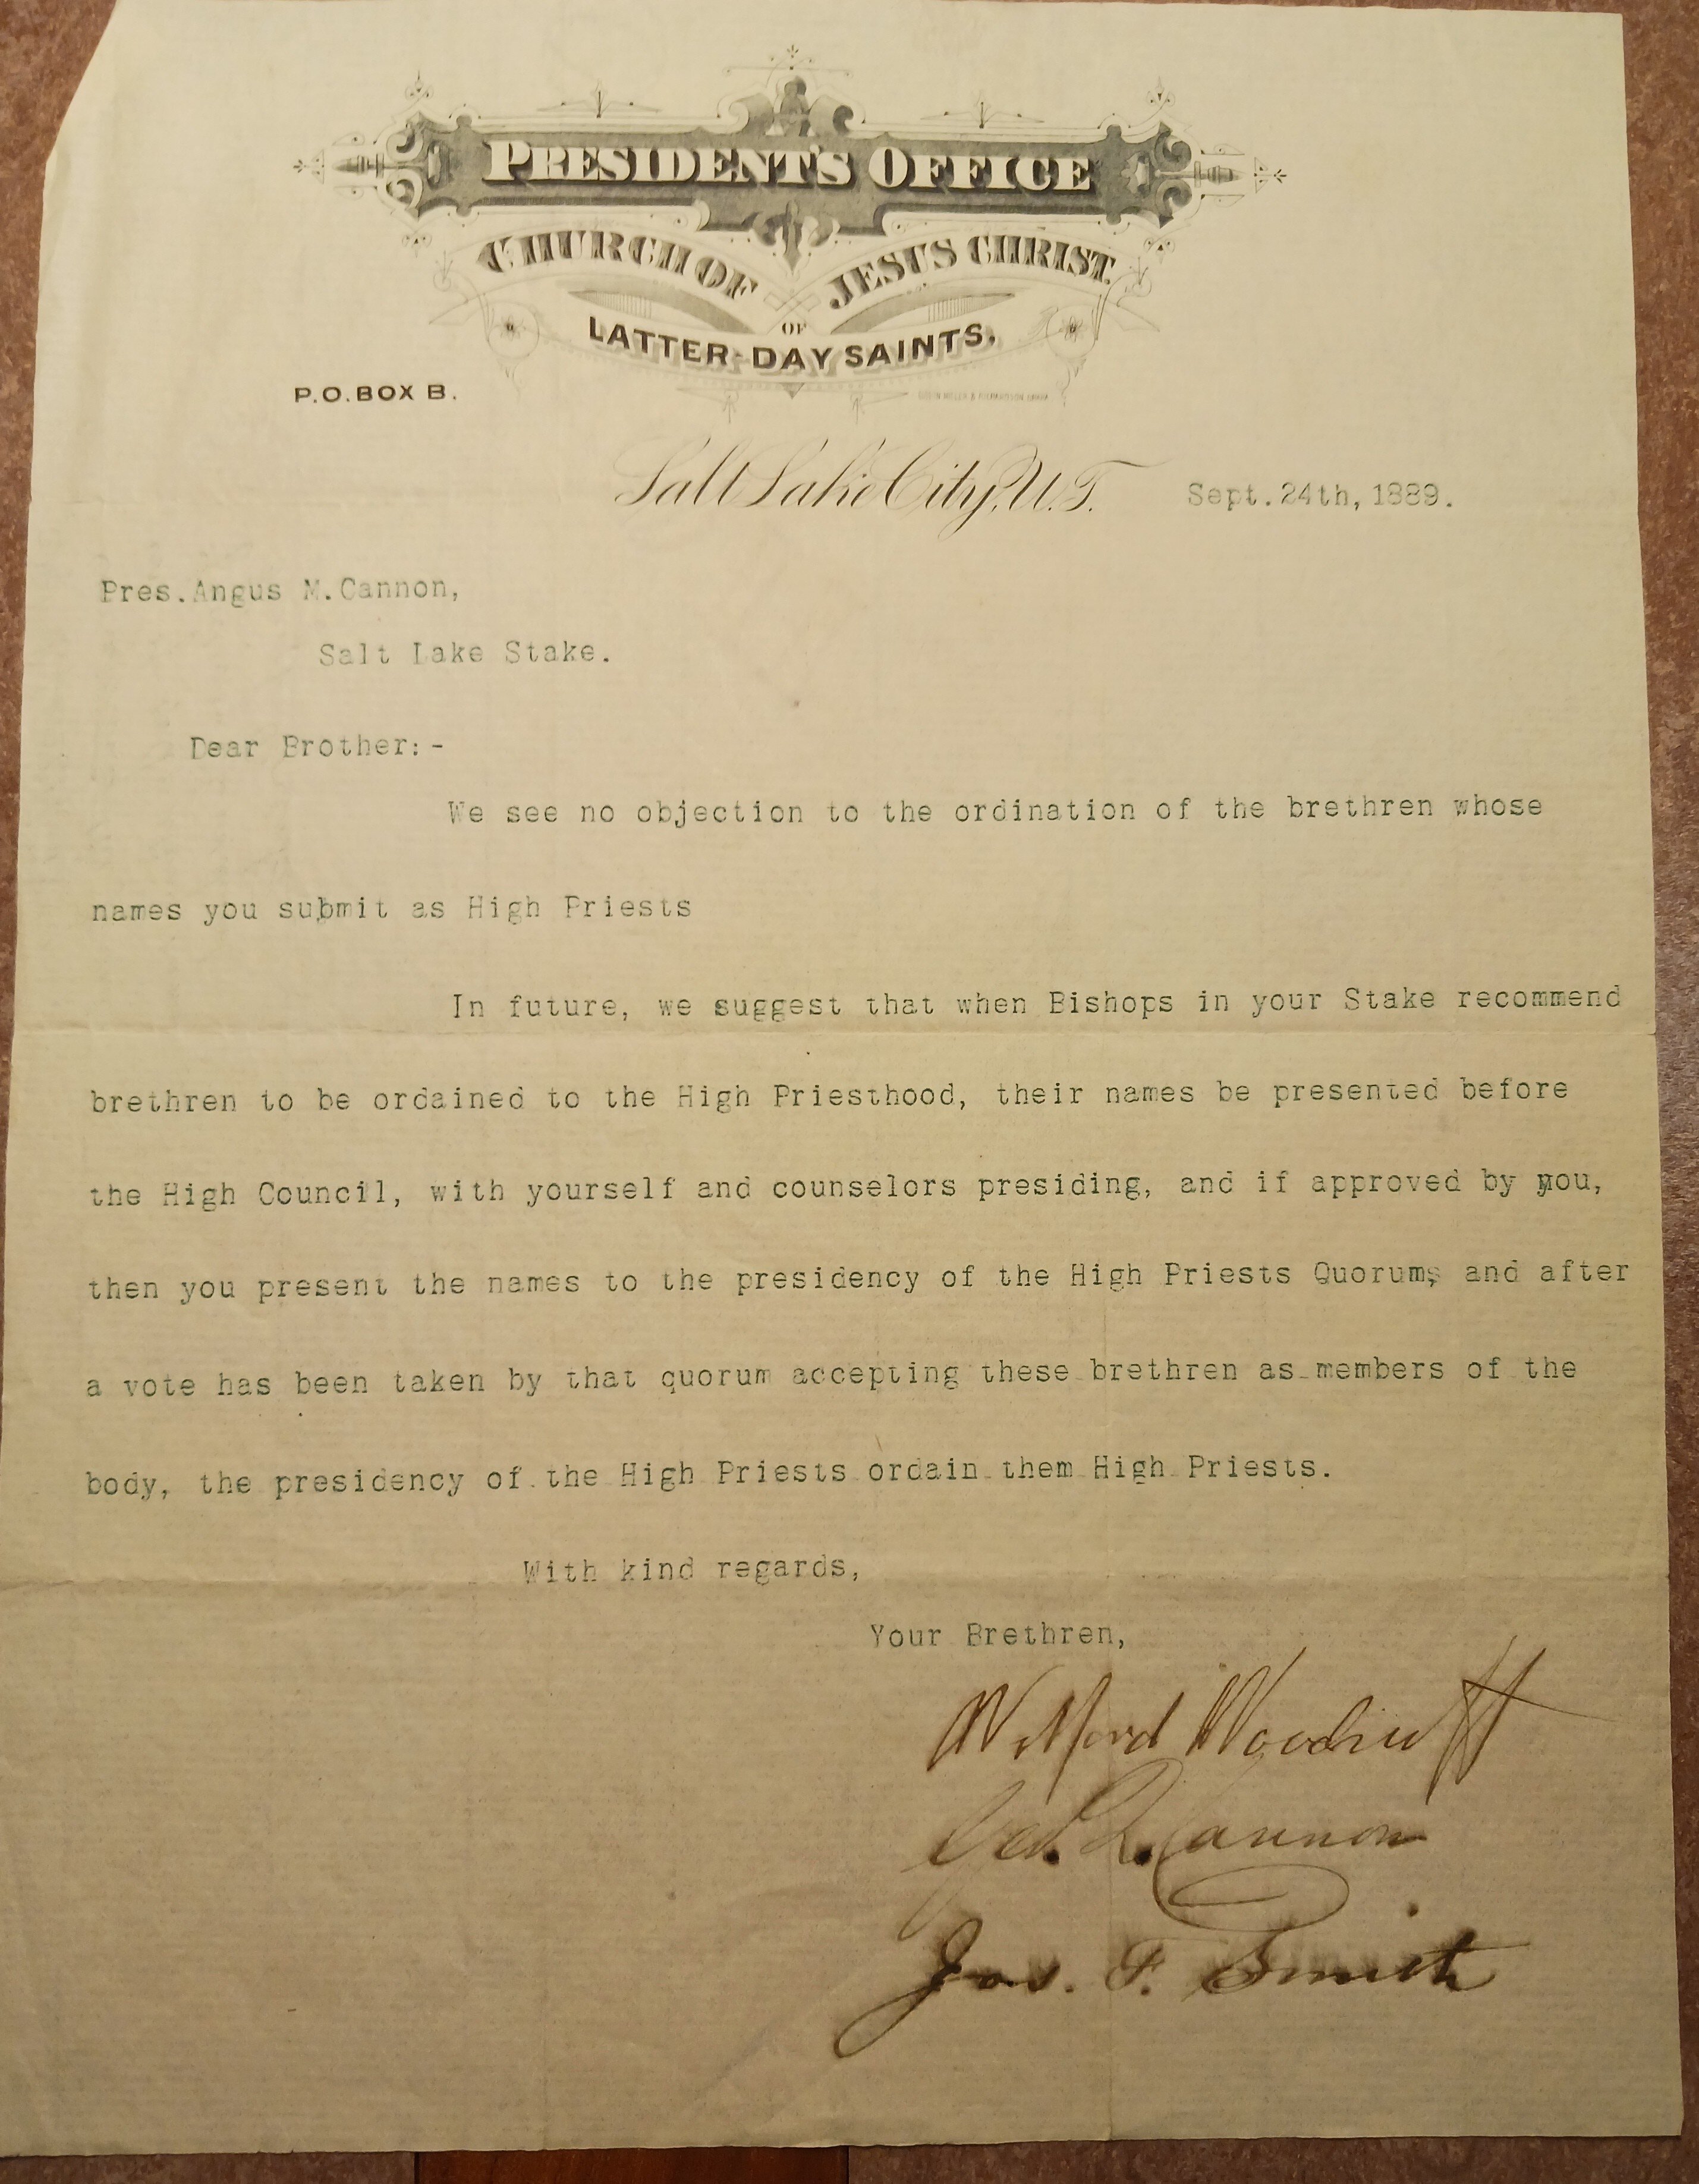 PRESIDENT'S OFFICE
CHURCH OF JESUS CHRIST.
OF
LATTER-DAY SAINTS,
P.O. BOX B.
Salt Lake City, U.T. Sept.24th,1889.
Pres.Angus M.Cannon,
Salt Lake Stake.
Dear Brother:-
We see no objection to the ordination of the brethren whose
names you submit as High Priests
In future, we suggest that when Bishops in your Stake recommend
brethren to be ordained to the High Priesthood, their names be presented before
the High Council, with yourself and counselors presiding, and if approved by you,
then you present the names to the presidency of the High Priests Quorum, and after
a vote has been taken by that quorum accepting these brethren as members of the
body, the presidency of the High Priests ordain them High Priests.
With kind regards,
Your Brethren,
Wilford Woodruff
Geo. Q. Cannon
Jos. F. Smith